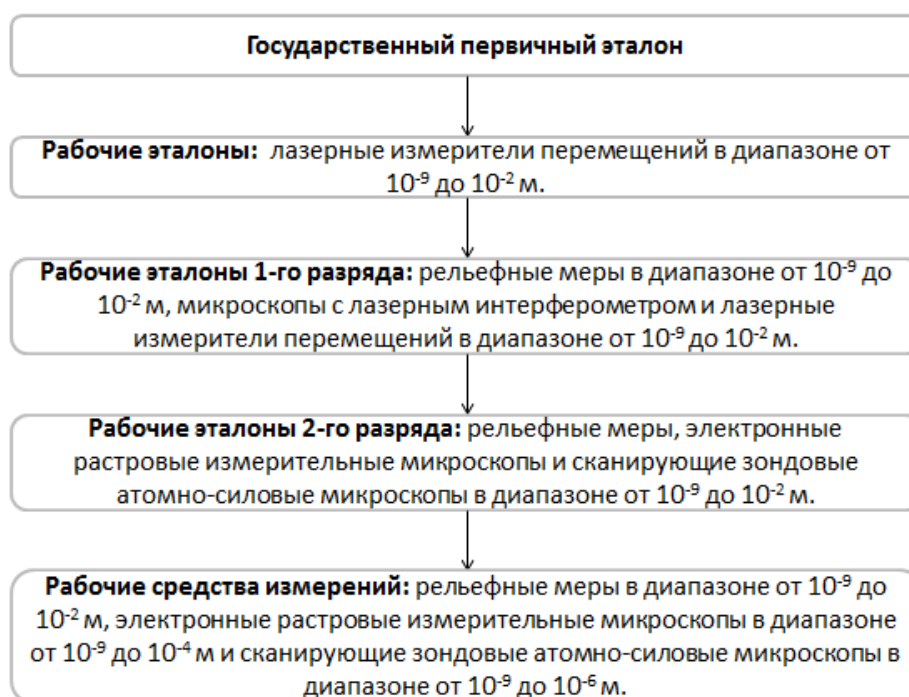 Государственный первичный эталон
Рабочие эталоны: лазерные измерители перемещений в диапазоне от
10⁻⁹ до 10⁻² м.
Рабочие эталоны 1-го разряда: рельефные меры в диапазоне от 10⁻⁹ до
10⁻² м, микроскопы с лазерным интерферометром и лазерные
измерители перемещений в диапазоне от 10⁻⁹ до 10⁻² м.
Рабочие эталоны 2-го разряда: рельефные меры, электронные
растровые измерительные микроскопы и сканирующие зондовые
атомно-силовые микроскопы в диапазоне от 10⁻⁹ до 10⁻² м.
Рабочие средства измерений: рельефные меры в диапазоне от 10⁻⁹ до
10⁻² м, электронные растровые измерительные микроскопы в диапазоне
от 10⁻⁹ до 10⁻⁴ м и сканирующие зондовые атомно-силовые микроскопы в
диапазоне от 10⁻⁹ до 10⁻⁶ м.